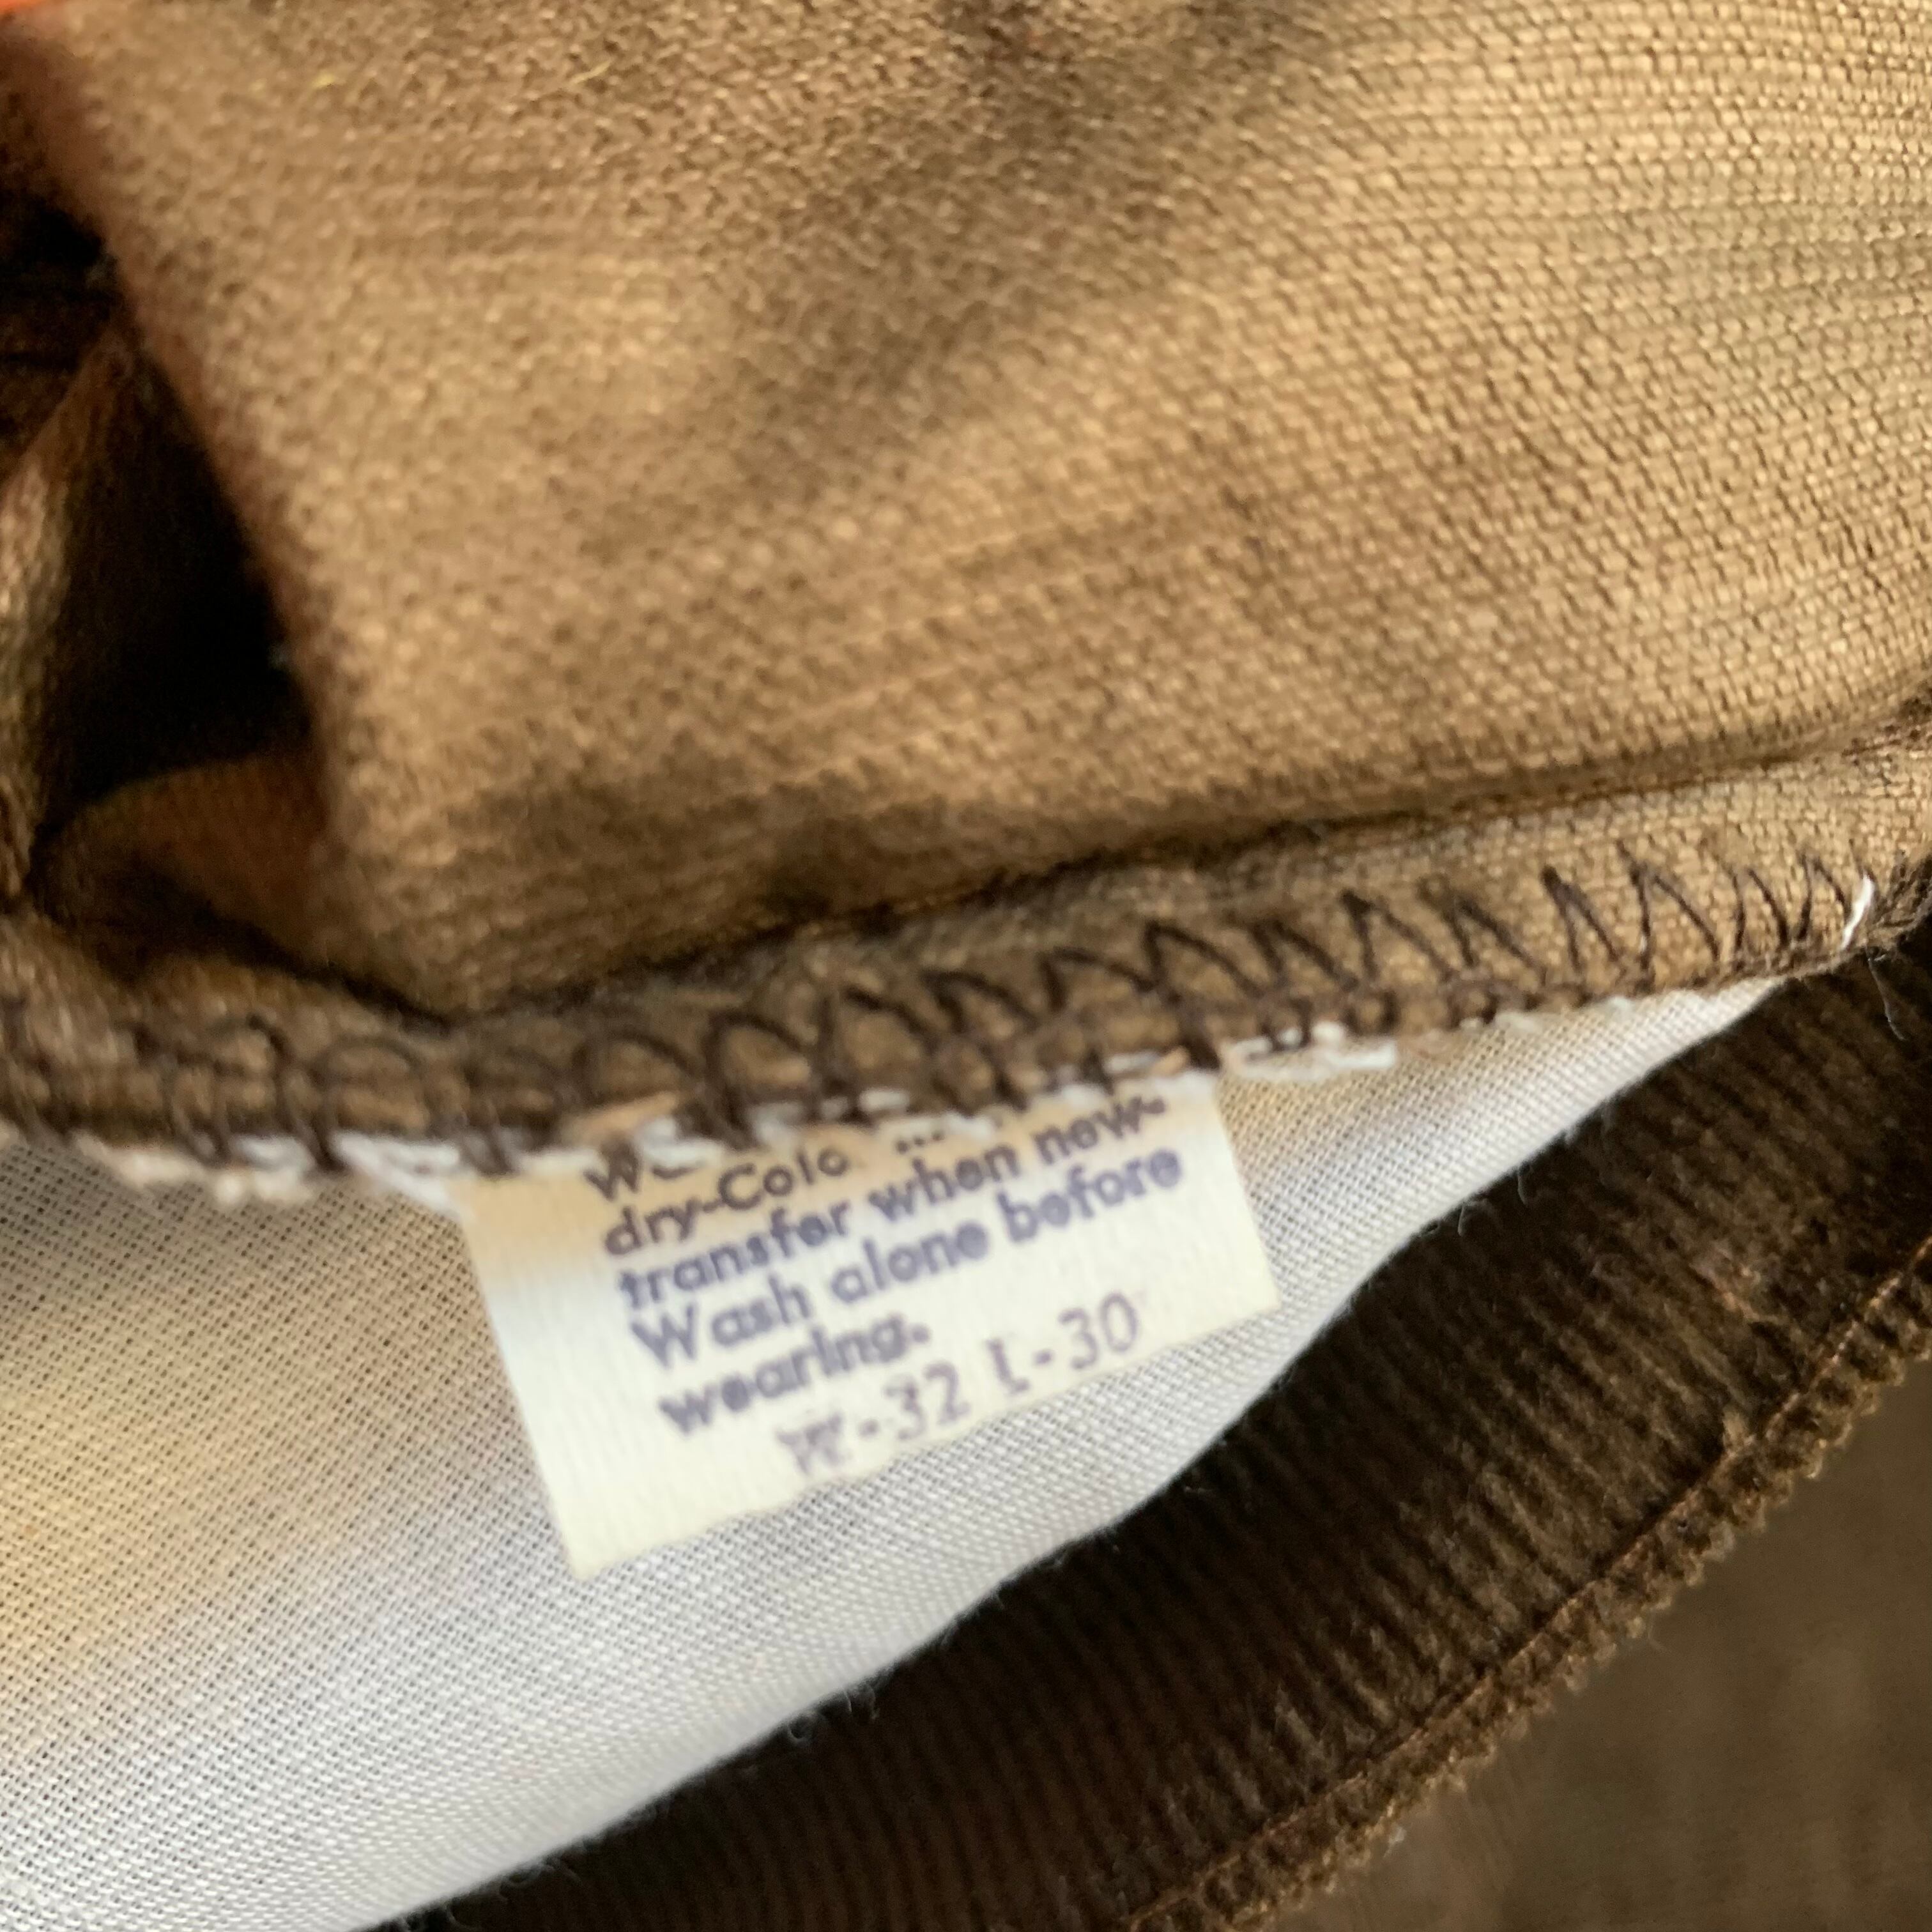 dry-Colo
transfer when new.
Wash alone before
wearing.
W-32 L-30